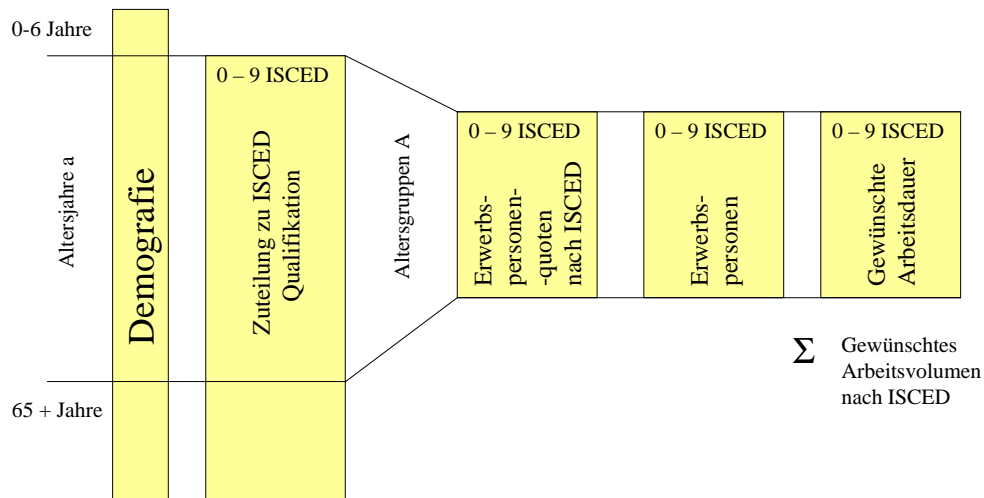 0-6 Jahre
Altersjahre a
Demografie
65 + Jahre
0 – 9 ISCED
Zuteilung zu ISCED
Qualifikation
Altersgruppen A
0 – 9 ISCED
Erwerbs-
personen-
-quoten
nach ISCED
0 – 9 ISCED
Erwerbs-
personen
0 – 9 ISCED
Gewünschte
Arbeitsdauer
Σ Gewünschtes
Arbeitsvolumen
nach ISCED